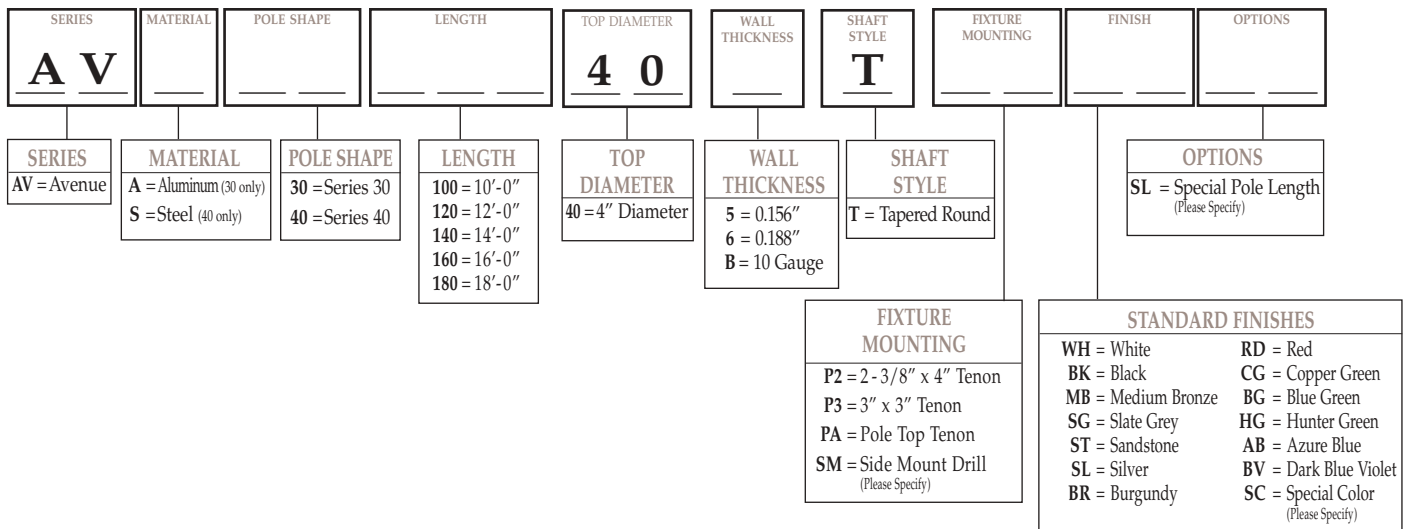 SERIES
MATERIAL
POLE SHAPE
LENGTH
TOP DIAMETER
WALL
THICKNESS
SHAFT
STYLE
FIXTURE
MOUNTING
FINISH
OPTIONS
A V
4 0
T
SERIES
AV = Avenue
MATERIAL
A = Aluminum (30 only)
S = Steel (40 only)
POLE SHAPE
30 = Series 30
40 = Series 40
LENGTH
100 = 10'-0"
120 = 12'-0"
140 = 14'-0"
160 = 16'-0"
180 = 18'-0"
TOP
DIAMETER
40 = 4" Diameter
WALL
THICKNESS
5 = 0.156"
6 = 0.188"
B = 10 Gauge
SHAFT
STYLE
T = Tapered Round
OPTIONS
SL = Special Pole Length
(Please Specify)
FIXTURE
MOUNTING
P2 = 2 - 3/8" x 4" Tenon
P3 = 3" x 3" Tenon
PA = Pole Top Tenon
SM = Side Mount Drill
(Please Specify)
STANDARD FINISHES
WH = White
BK = Black
MB = Medium Bronze
SG = Slate Grey
ST = Sandstone
SL = Silver
BR = Burgundy
RD = Red
CG = Copper Green
BG = Blue Green
HG = Hunter Green
AB = Azure Blue
BV = Dark Blue Violet
SC = Special Color
(Please Specify)